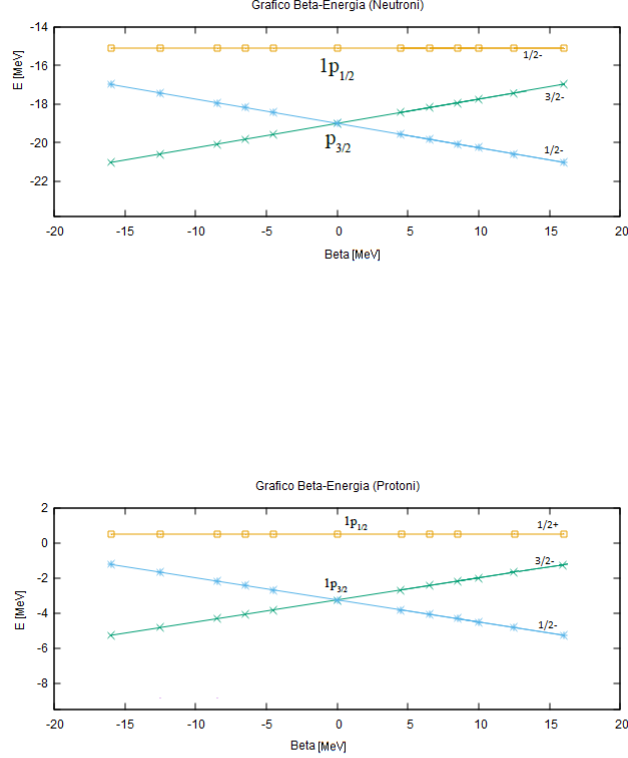 Grafico Beta-Energia (Neutroni)
-14
-16
-18
-20
-22
E [MeV]
1/2-
1p1/2
3/2-
p3/2
1/2-
-20 -15 -10 -5 0 5 10 15 20
Beta [MeV]
Grafico Beta-Energia (Protoni)
2
0
-2
-4
-6
-8
E [MeV]
1p1/2
1/2+
3/2-
1p3/2
1/2-
-20 -15 -10 -5 0 5 10 15 20
Beta [MeV]